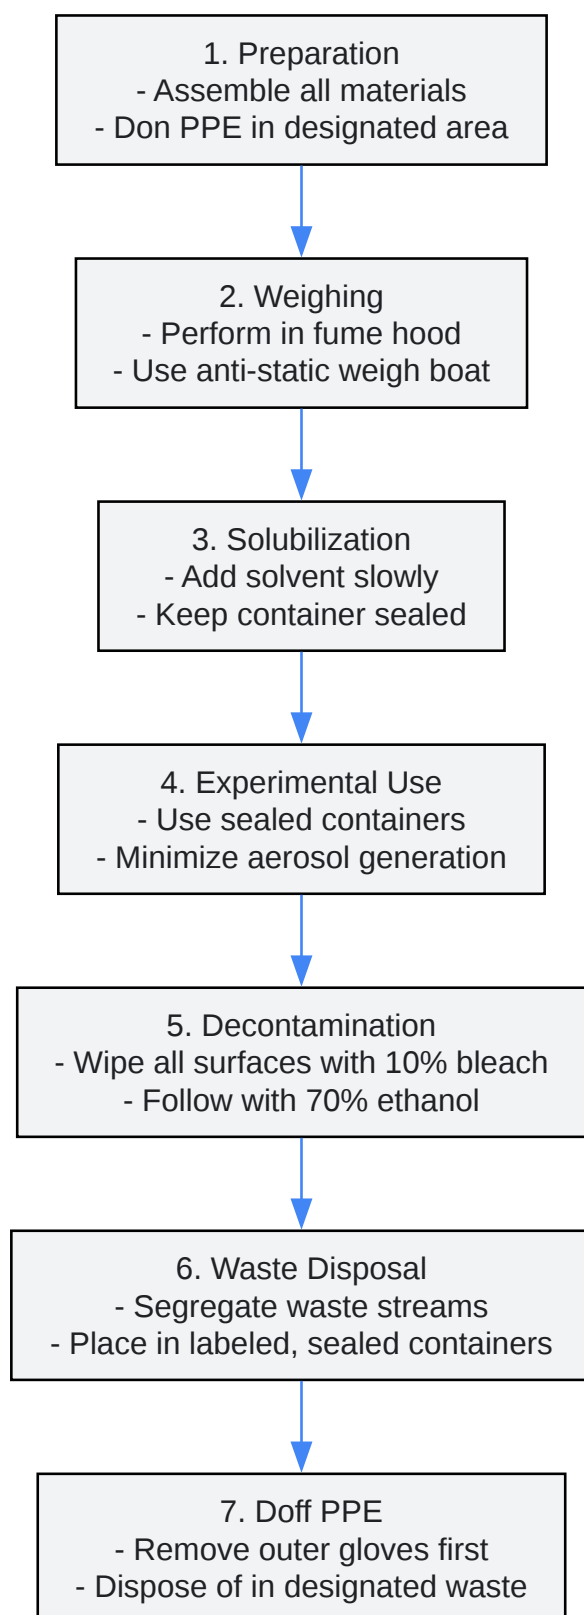 1. Preparation
- Assemble all materials
- Don PPE in designated area
2. Weighing
- Perform in fume hood
- Use anti-static weigh boat
3. Solubilization
- Add solvent slowly
- Keep container sealed
4. Experimental Use
- Use sealed containers
- Minimize aerosol generation
5. Decontamination
- Wipe all surfaces with 10% bleach
- Follow with 70% ethanol
6. Waste Disposal
- Segregate waste streams
- Place in labeled, sealed containers
7. Doff PPE
- Remove outer gloves first
- Dispose of in designated waste